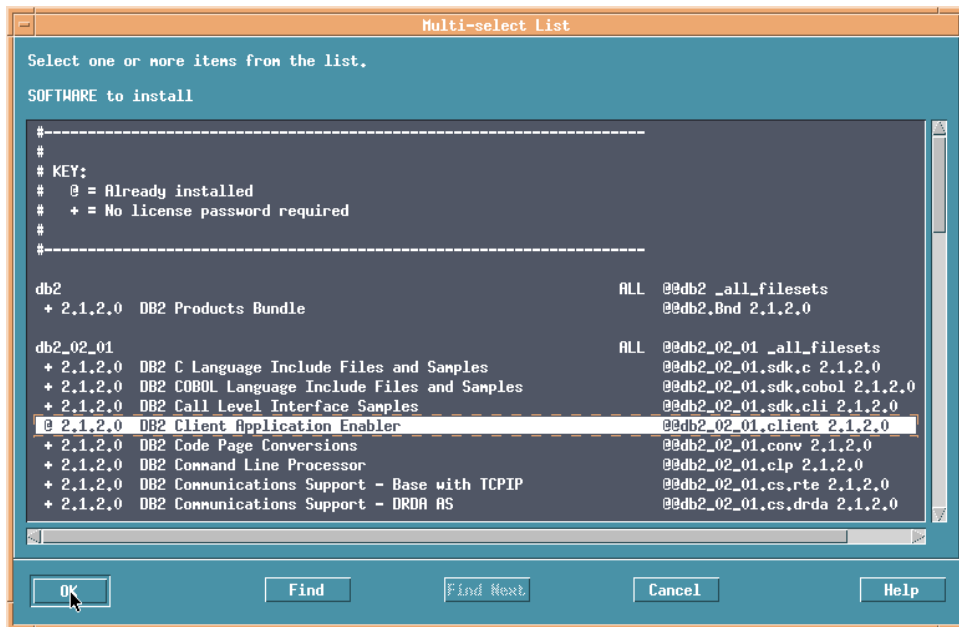 Multi-select List
Select one or more items from the list.
SOFTWARE to install
#---------------------------------------------------------------------
#
# KEY:
#   @ = Already installed
#   + = No license password required
#
#---------------------------------------------------------------------
db2 ALL @@db2 _all_filesets
+ 2.1.2.0 DB2 Products Bundle @@db2.Bnd 2.1.2.0
db2_02_01 ALL @@db2_02_01 _all_filesets
+ 2.1.2.0 DB2 C Language Include Files and Samples @@db2_02_01.sdk.c 2.1.2.0
+ 2.1.2.0 DB2 COBOL Language Include Files and Samples @@db2_02_01.sdk.cobol 2.1.2.0
+ 2.1.2.0 DB2 Call Level Interface Samples @@db2_02_01.sdk.cli 2.1.2.0
@ 2.1.2.0 DB2 Client Application Enabler @@db2_02_01.client 2.1.2.0
+ 2.1.2.0 DB2 Code Page Conversions @@db2_02_01.conv 2.1.2.0
+ 2.1.2.0 DB2 Command Line Processor @@db2_02_01.clp 2.1.2.0
+ 2.1.2.0 DB2 Communications Support - Base with TCPIP @@db2_02_01.cs.rte 2.1.2.0
+ 2.1.2.0 DB2 Communications Support - DRDA AS @@db2_02_01.cs.drda 2.1.2.0
OK Find Find Next Cancel Help